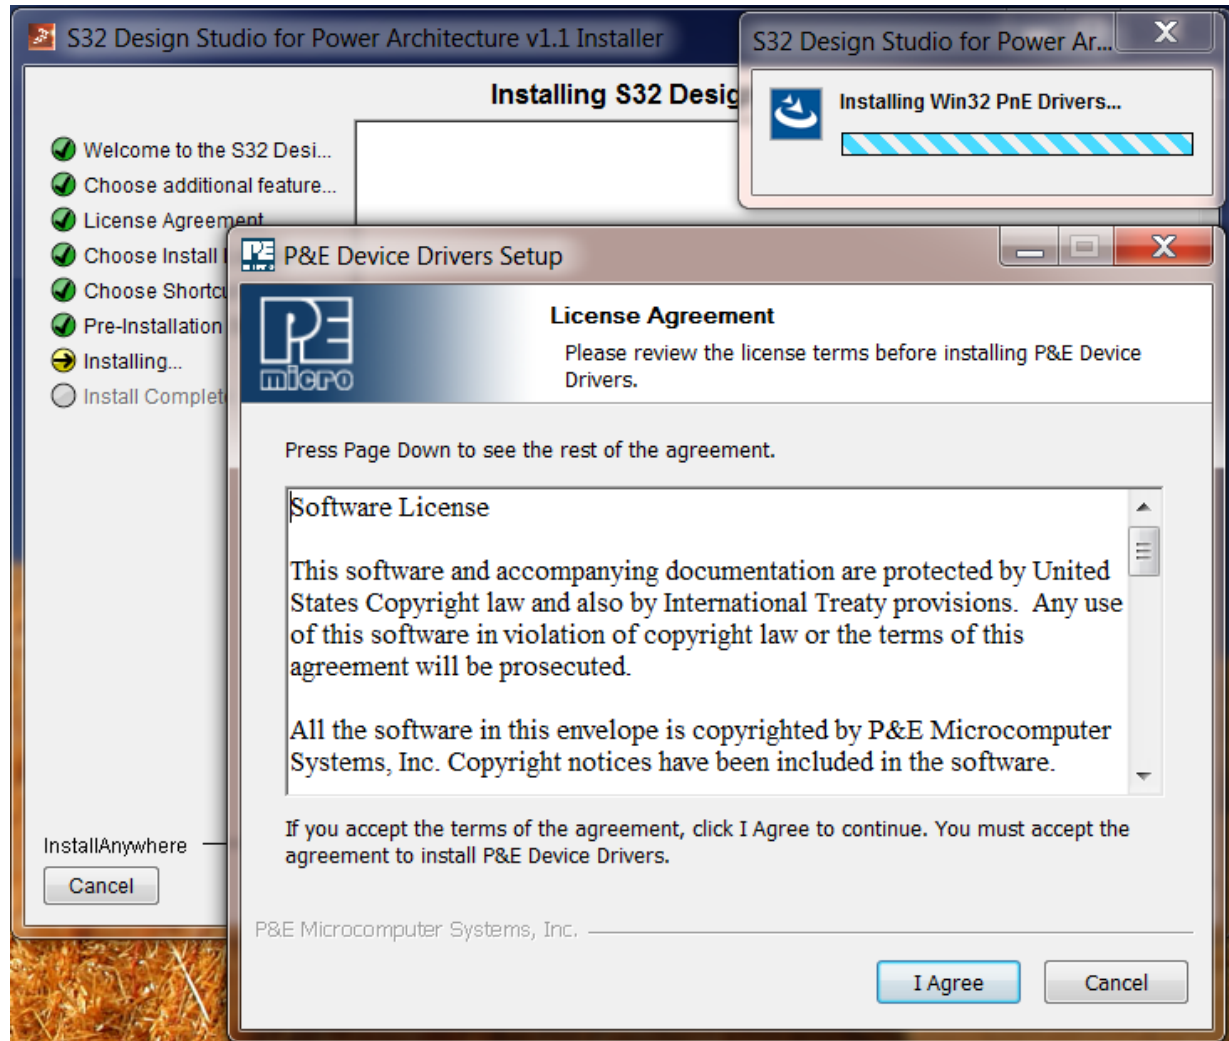 S32 Design Studio for Power Architecture v1.1 Installer
S32 Design Studio for Power Ar...
X
Installing S32 Desig
Installing Win32 PnE Drivers...
Welcome to the S32 Desi...
Choose additional feature...
License Agreement
Choose Install
Choose Shortcu
Pre-Installation
Installing...
Install Complet
InstallAnywhere
Cancel
P&E Device Drivers Setup
X
PE
micro
License Agreement
Please review the license terms before installing P&E Device
Drivers.
Press Page Down to see the rest of the agreement.
Software License
This software and accompanying documentation are protected by United
States Copyright law and also by International Treaty provisions.  Any use
of this software in violation of copyright law or the terms of this
agreement will be prosecuted.
All the software in this envelope is copyrighted by P&E Microcomputer
Systems, Inc. Copyright notices have been included in the software.
If you accept the terms of the agreement, click I Agree to continue. You must accept the
agreement to install P&E Device Drivers.
P&E Microcomputer Systems, Inc.
I Agree
Cancel